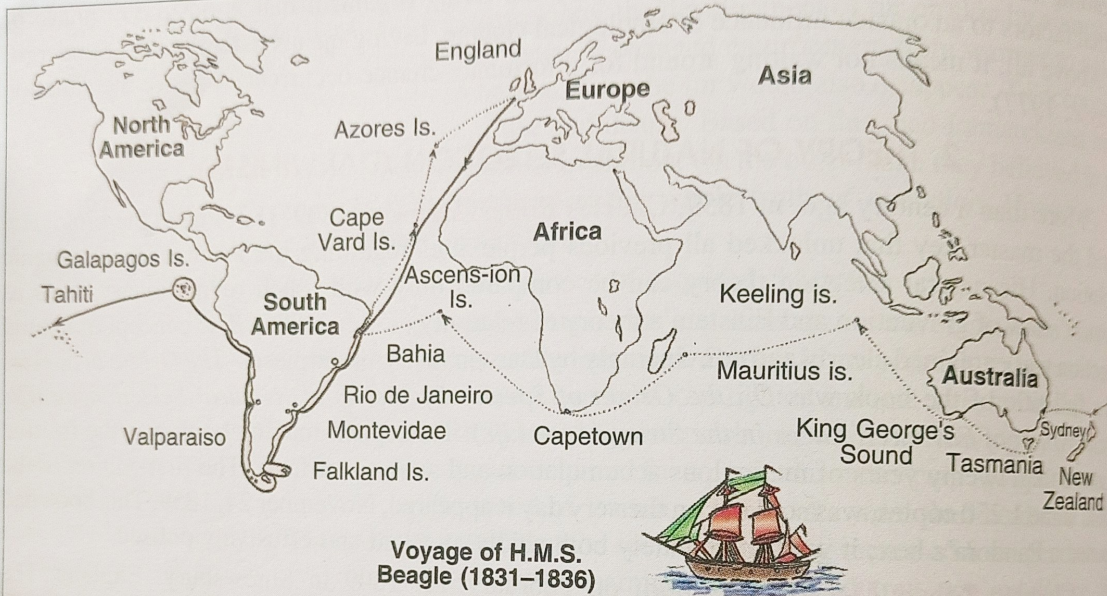 England
Asia
Europe
North
America
Azores Is.
Cape
Vard Is.
Africa
Galapagos Is.
Tahiti
Ascens-ion
Is.
South
America
Keeling is.
Bahia
Mauritius is.
Australia
Rio de Janeiro
Valparaiso
Montevidae
Capetown
King George's
Sound
Sydney
Tasmania
Falkland Is.
New
Zealand
Voyage of H.M.S.
Beagle (1831–1836)